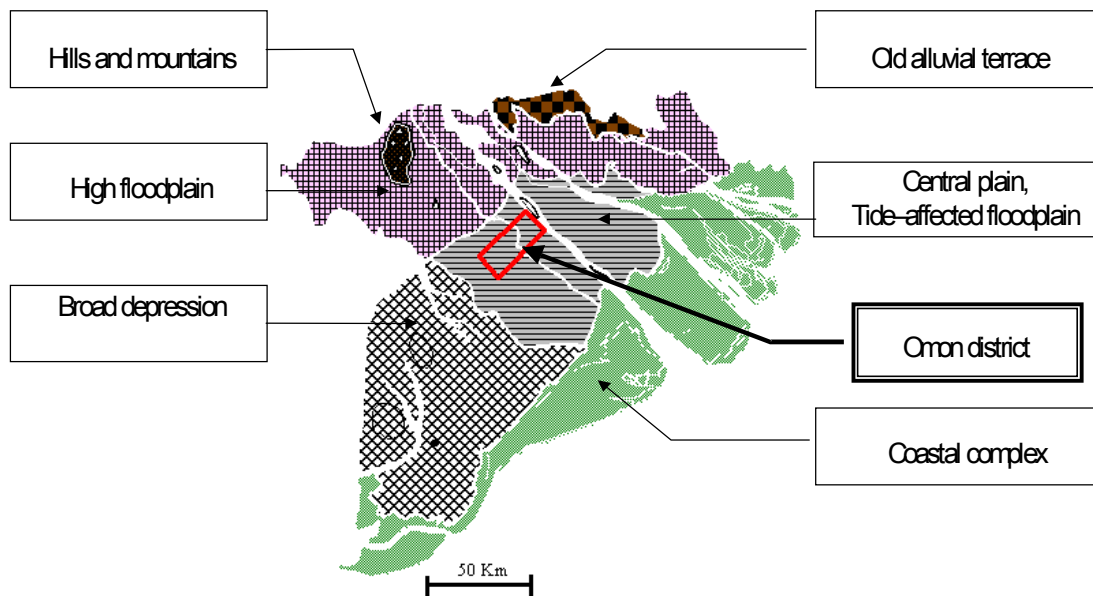 Hills and mountains
Old alluvial terrace
High floodplain
Central plain,
Tide-affected floodplain
Broad depression
Omon district
Coastal complex
50 Km